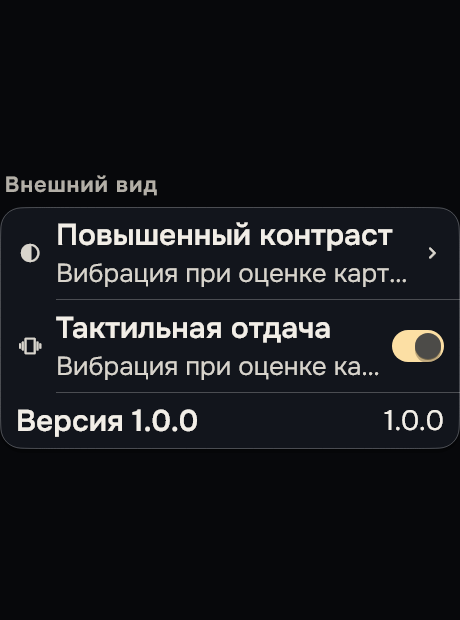 Внешний вид
Повышенный контраст
Вибрация при оценке карт...
Тактильная отдача
Вибрация при оценке ка...
Версия 1.0.0
1.0.0